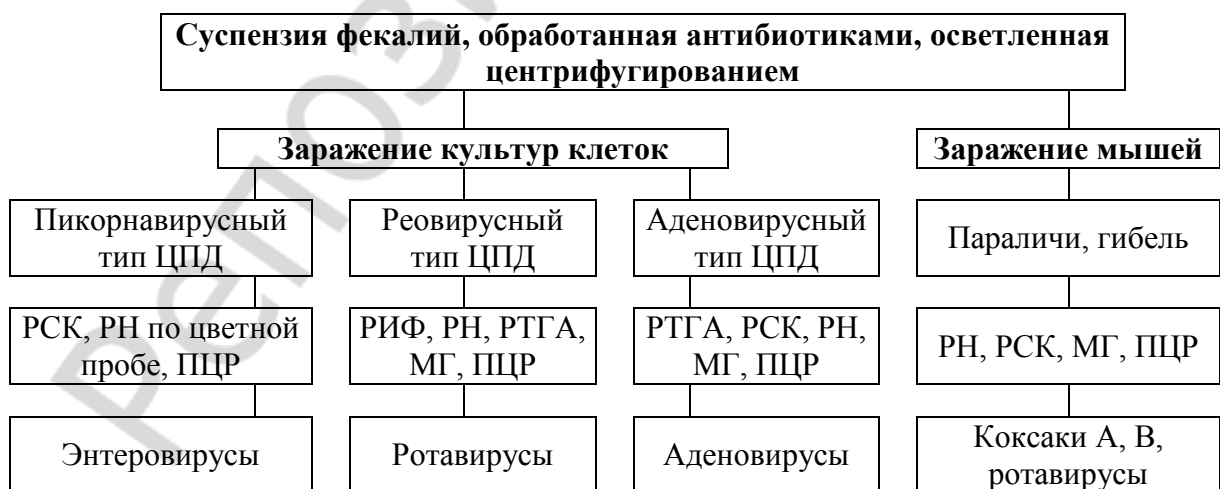 Суспензия фекалий, обработанная антибиотиками, осветленная
центрифугированием
Заражение культур клеток
Заражение мышей
Пикорнавирусный
тип ЦПД
Реовирусный
тип ЦПД
Аденовирусный
тип ЦПД
Параличи, гибель
РСК, РН по цветной
пробе, ПЦР
РИФ, РН, РТГА,
МГ, ПЦР
РТГА, РСК, РН,
МГ, ПЦР
РН, РСК, МГ, ПЦР
Энтеровирусы
Ротавирусы
Аденовирусы
Коксаки А, В,
ротавирусы